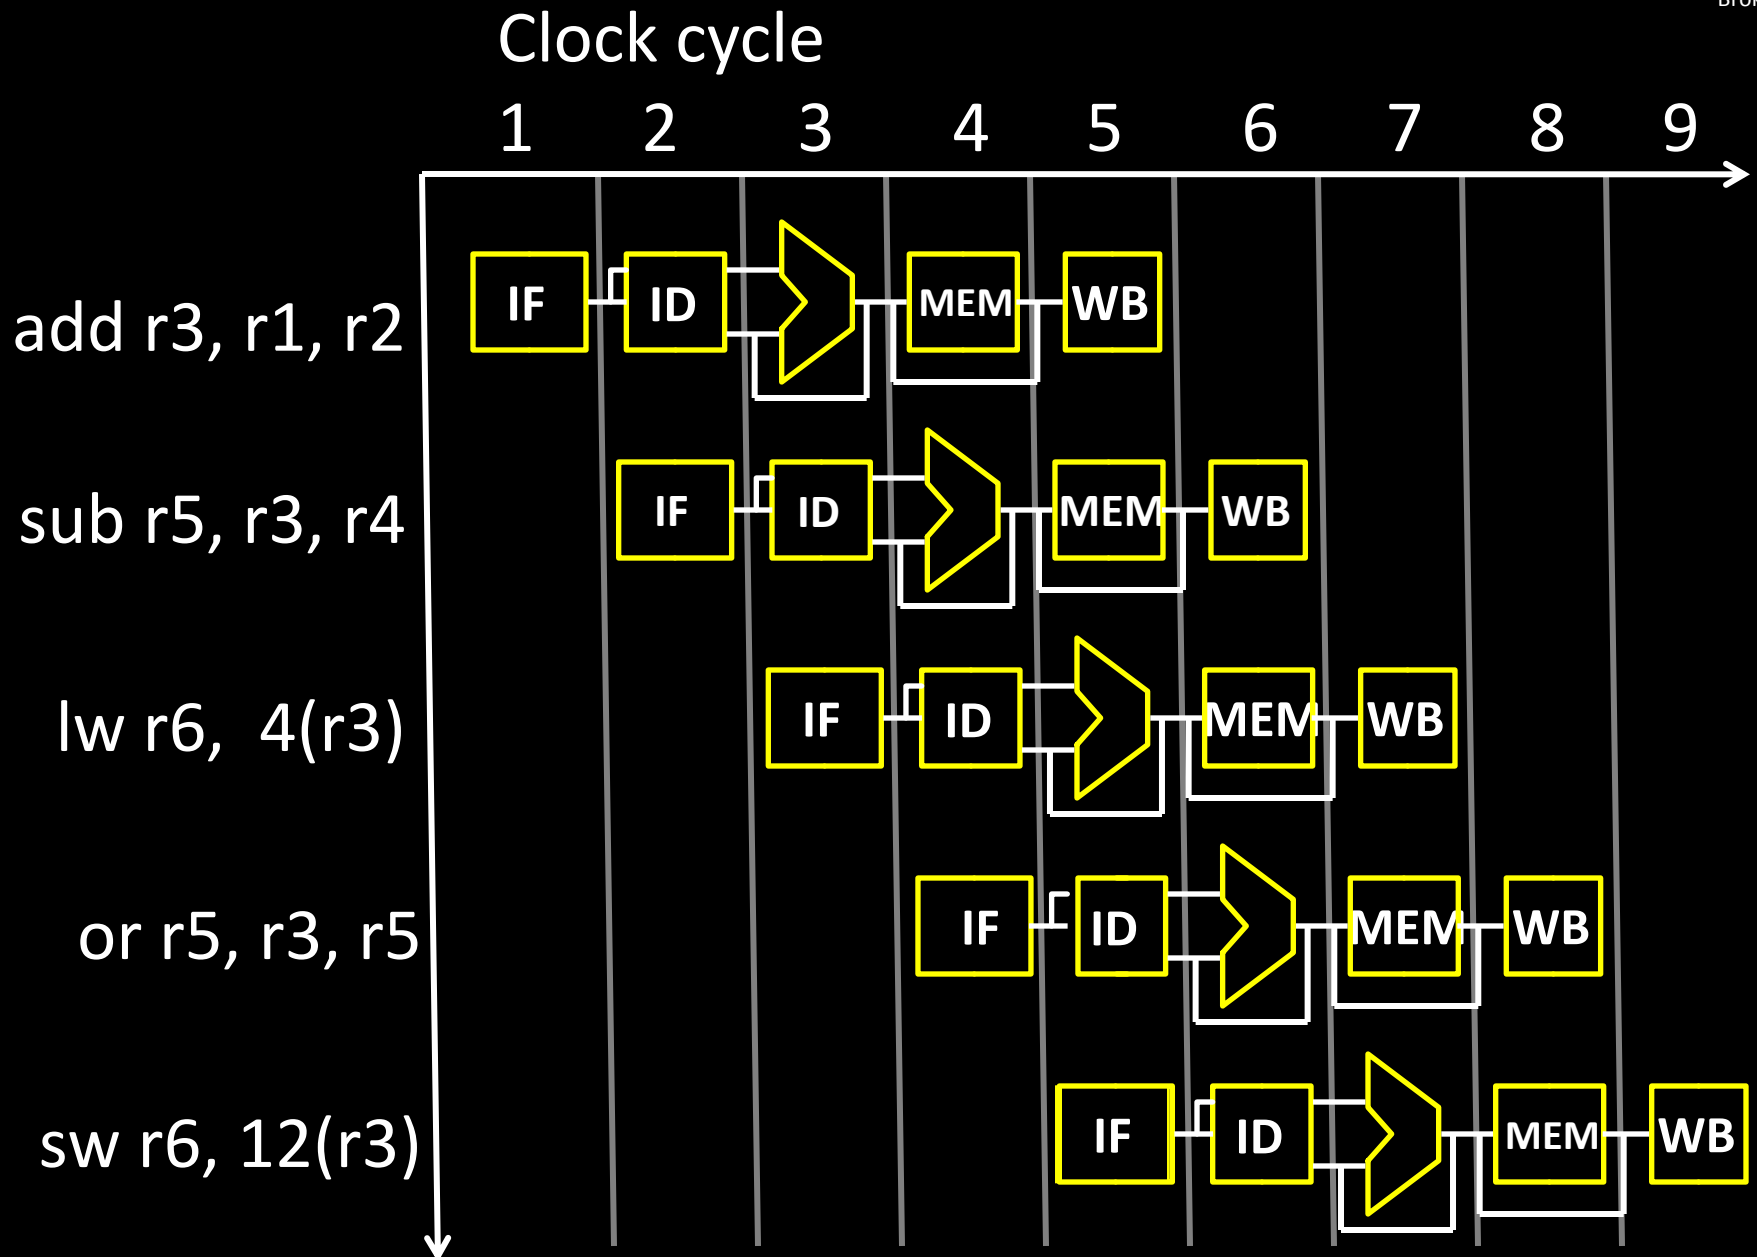 Clock cycle
1 2 3 4 5 6 7 8 9
add r3, r1, r2 IF ID MEM WB
sub r5, r3, r4 IF ID MEM WB
lw r6, 4(r3) IF ID MEM WB
or r5, r3, r5 IF ID MEM WB
sw r6, 12(r3) IF ID MEM WB